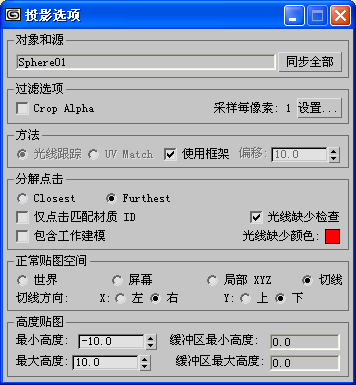 投影选项
对象和源
Sphere01 同步全部
过滤选项
Crop Alpha 采样每像素: 1 设置...
方法
光线跟踪 UV Match 使用框架 偏移: 10.0
分解点击
Closest Furthest
仅点击匹配材质 ID 光线缺少检查
包含工作建模 光线缺少颜色:
正常贴图空间
世界 屏幕 局部 XYZ 切线
切线方向: X: 左 右 Y: 上 下
高度贴图
最小高度: -10.0 缓冲区最小高度: 0.0
最大高度: 10.0 缓冲区最大高度: 0.0